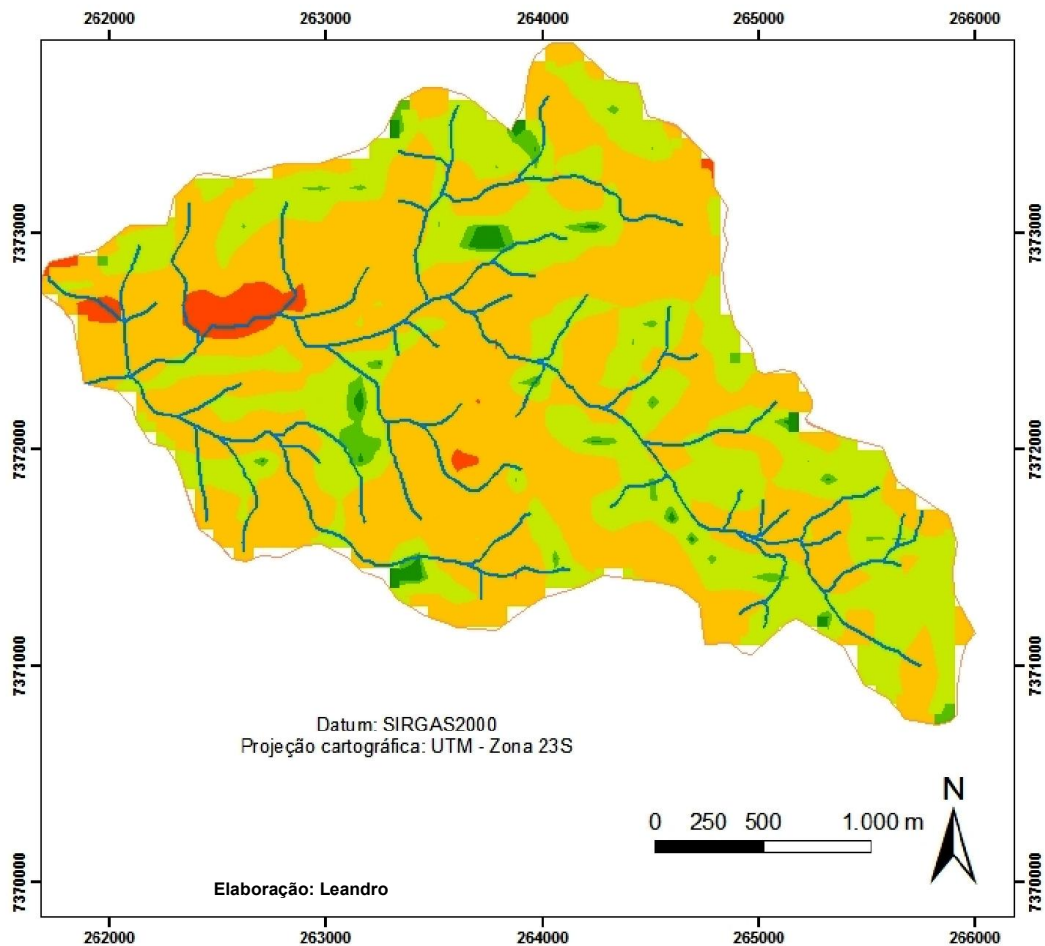 262000 263000 264000 265000 266000
7373000 7373000
7372000 7372000
7371000 7371000
Datum: SIRGAS2000
Projeção cartográfica: UTM - Zona 23S
N
0 250 500 1.000 m
7370000 7370000
Elaboração: Leandro
262000 263000 264000 265000 266000